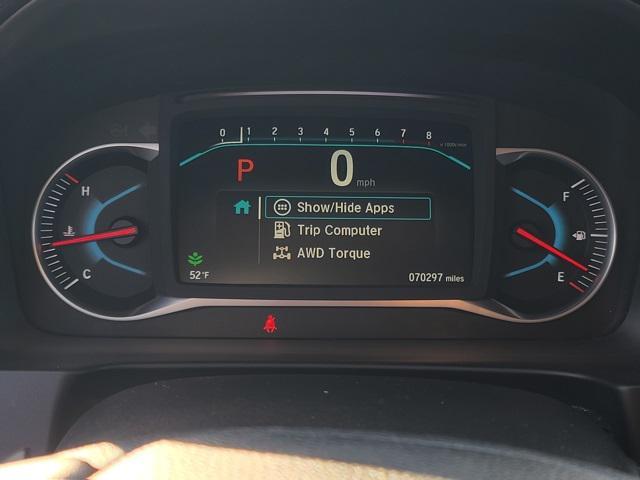 0 1 2 3 4 5 6 7 8 x 1000r/min
P 0 mph
H
F
Show/Hide Apps
Trip Computer
AWD Torque
C
E
52°F
070297 miles